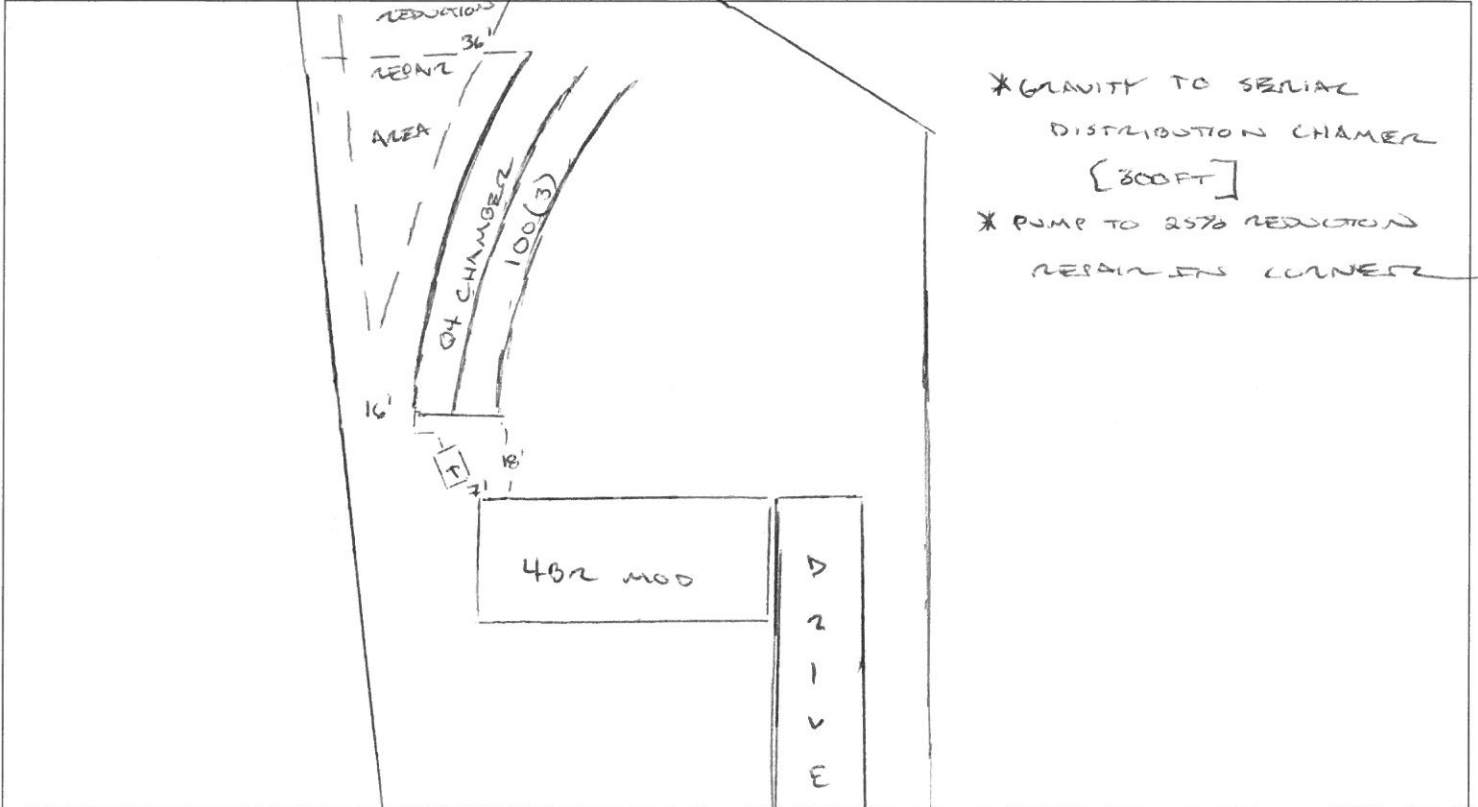 REDUCTION
36'
REPAIR
AREA
Q4 CHAMBER
100(3)
16'
T
7'
18'
4BR MOD
DRIVE
* GRAVITY TO SERIAL
DISTRIBUTION CHAMER
[300FT]
* PUMP TO 25% REDUCTION
REPAIR IN CORNER